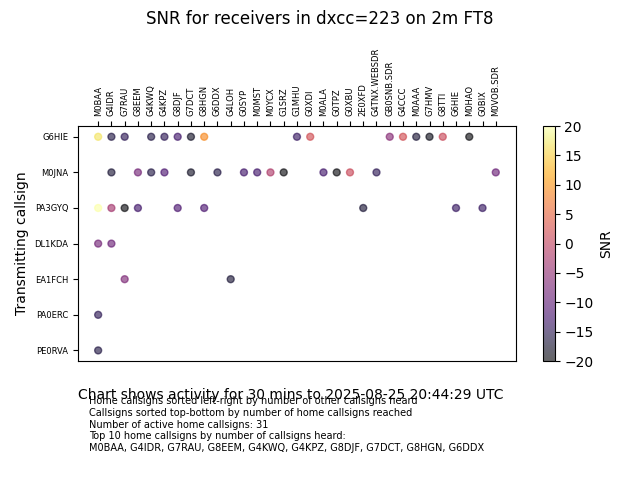 SNR for receivers in dxcc=223 on 2m FT8
M0BAA
G4IDR
G7RAU
G8EEM
G4KWQ
G4KPZ
G8DJF
G7DCT
G8HGN
G6DDX
G4LOH
G0SYP
M0MST
M0YCX
G1SRZ
G1MHU
G0XDI
M0ALA
G0TPZ
G0XBU
2E0XFD
G4TNX.WEBSDR
GB0SNB.SDR
G4CCC
M0AAA
G7HMV
G8TTI
G6HIE
M0HAO
G0BIX
M0VOB.SDR
Transmitting callsign
G6HIE
M0JNA
PA3GYQ
DL1KDA
EA1FCH
PA0ERC
PE0RVA
20
15
10
5
0
−5
−10
−15
−20
SNR
Chart shows activity for 30 mins to 2025-08-25 20:44:29 UTC
Home callsigns sorted left-right by number of other callsigns heard
Callsigns sorted top-bottom by number of home callsigns reached
Number of active home callsigns: 31
Top 10 home callsigns by number of callsigns heard:
M0BAA, G4IDR, G7RAU, G8EEM, G4KWQ, G4KPZ, G8DJF, G7DCT, G8HGN, G6DDX